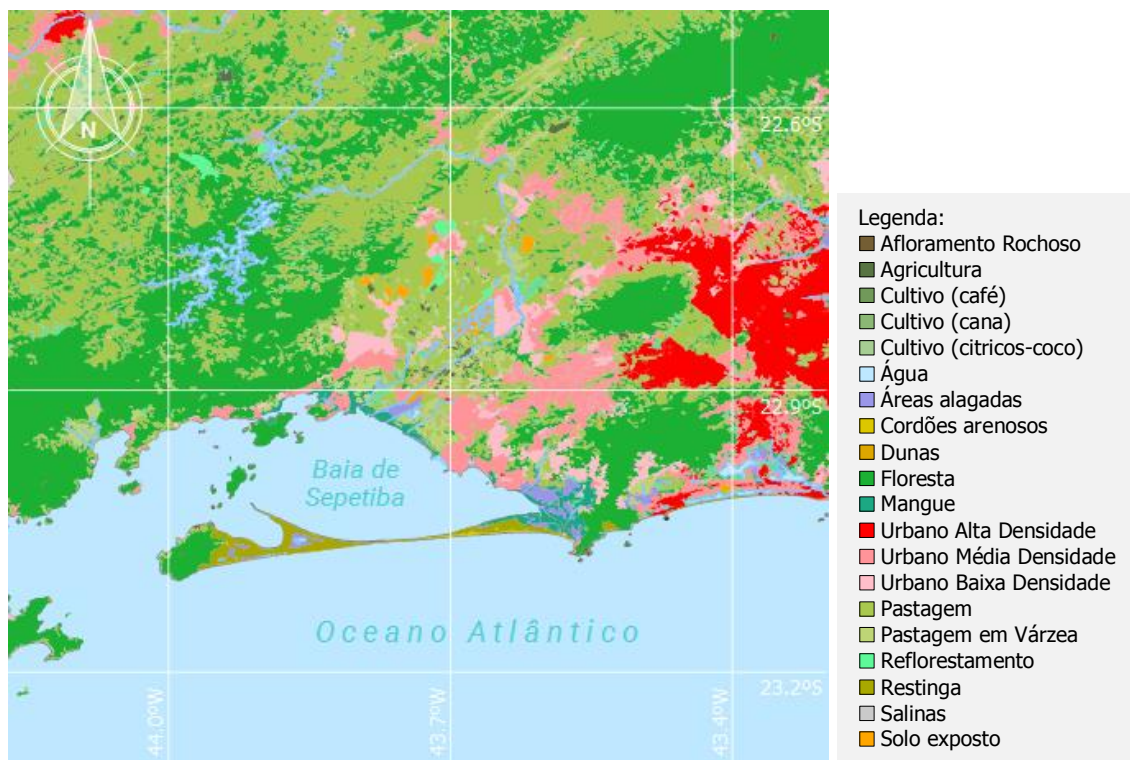 N
22.6ºS
22.9ºS
Baia de
Sepetiba
Oceano Atlântico
23.2ºS
44.0ºW
43.7ºW
43.4ºW
Legenda:
Afloramento Rochoso
Agricultura
Cultivo (café)
Cultivo (cana)
Cultivo (citricos-coco)
Água
Áreas alagadas
Cordões arenosos
Dunas
Floresta
Mangue
Urbano Alta Densidade
Urbano Média Densidade
Urbano Baixa Densidade
Pastagem
Pastagem em Várzea
Reflorestamento
Restinga
Salinas
Solo exposto